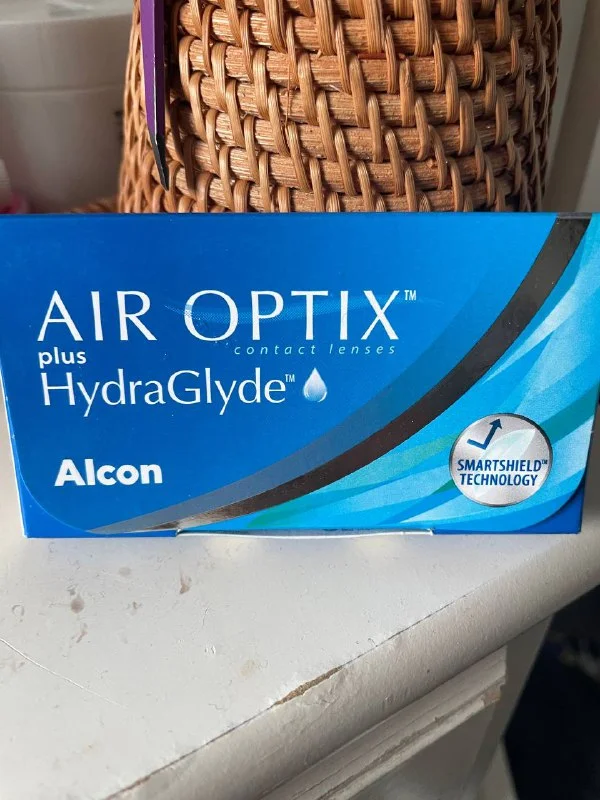 AIR OPTIX™
contact lenses
plus
HydraGlyde™
Alcon
SMARTSHIELD™
TECHNOLOGY